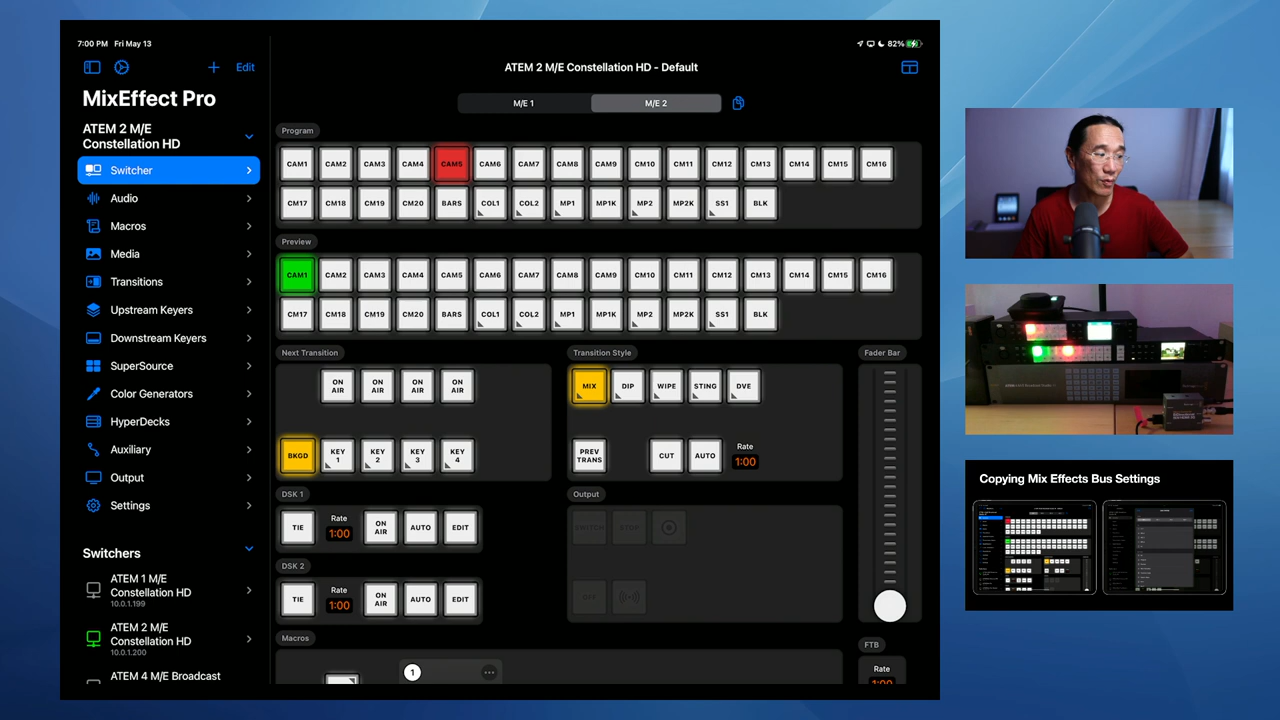 7:00 PM Fri May 13
82%
Edit
MixEffect Pro
ATEM 2 M/E
Constellation HD
Switcher
Audio
Macros
Media
Transitions
Upstream Keyers
Downstream Keyers
SuperSource
Color Generators
HyperDecks
Auxiliary
Output
Settings
Switchers
ATEM 1 M/E
Constellation HD
10.0.1.199
ATEM 2 M/E
Constellation HD
10.0.1.200
ATEM 4 M/E Broadcast
ATEM 2 M/E Constellation HD - Default
M/E 1 M/E 2
Program
CAM1 CAM2 CAM3 CAM4 CAM5 CAM6 CAM7 CAM8 CAM9 CM10 CM11 CM12 CM13 CM14 CM15 CM16
CM17 CM18 CM19 CM20 BARS COL1 COL2 MP1 MP1K MP2 MP2K SS1 BLK
Preview
CAM1 CAM2 CAM3 CAM4 CAM5 CAM6 CAM7 CAM8 CAM9 CM10 CM11 CM12 CM13 CM14 CM15 CM16
CM17 CM18 CM19 CM20 BARS COL1 COL2 MP1 MP1K MP2 MP2K SS1 BLK
Next Transition
ON AIR ON AIR ON AIR ON AIR
BKGD KEY 1 KEY 2 KEY 3 KEY 4
Transition Style
MIX DIP WIPE STING DVE
PREV TRANS CUT AUTO Rate 1:00
Fader Bar
DSK 1
TIE Rate 1:00 ON AIR AUTO EDIT
DSK 2
TIE Rate 1:00 ON AIR AUTO EDIT
Output
SWITCH STOP
OFF
Macros
1
FTB
Rate
1:00
Copying Mix Effects Bus Settings